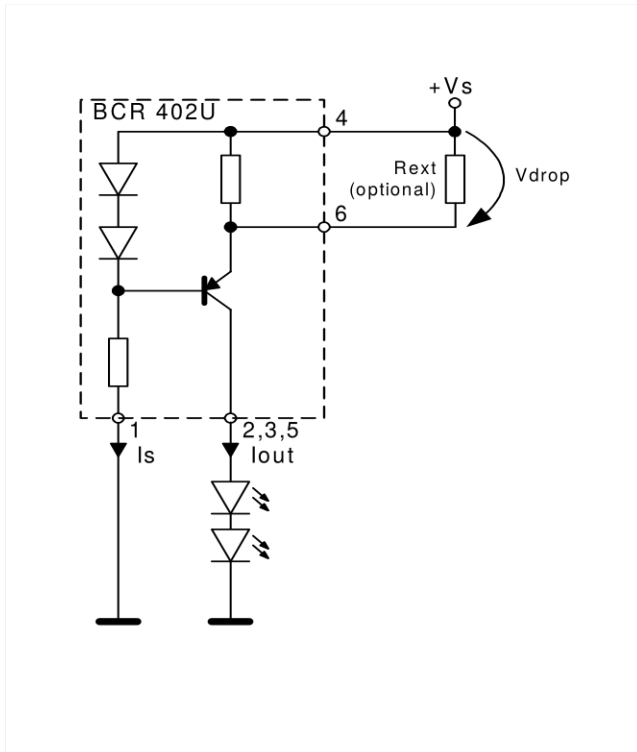 +Vs
BCR 402U
4
Rext
(optional)
Vdrop
6
1
2,3,5
Is
Iout